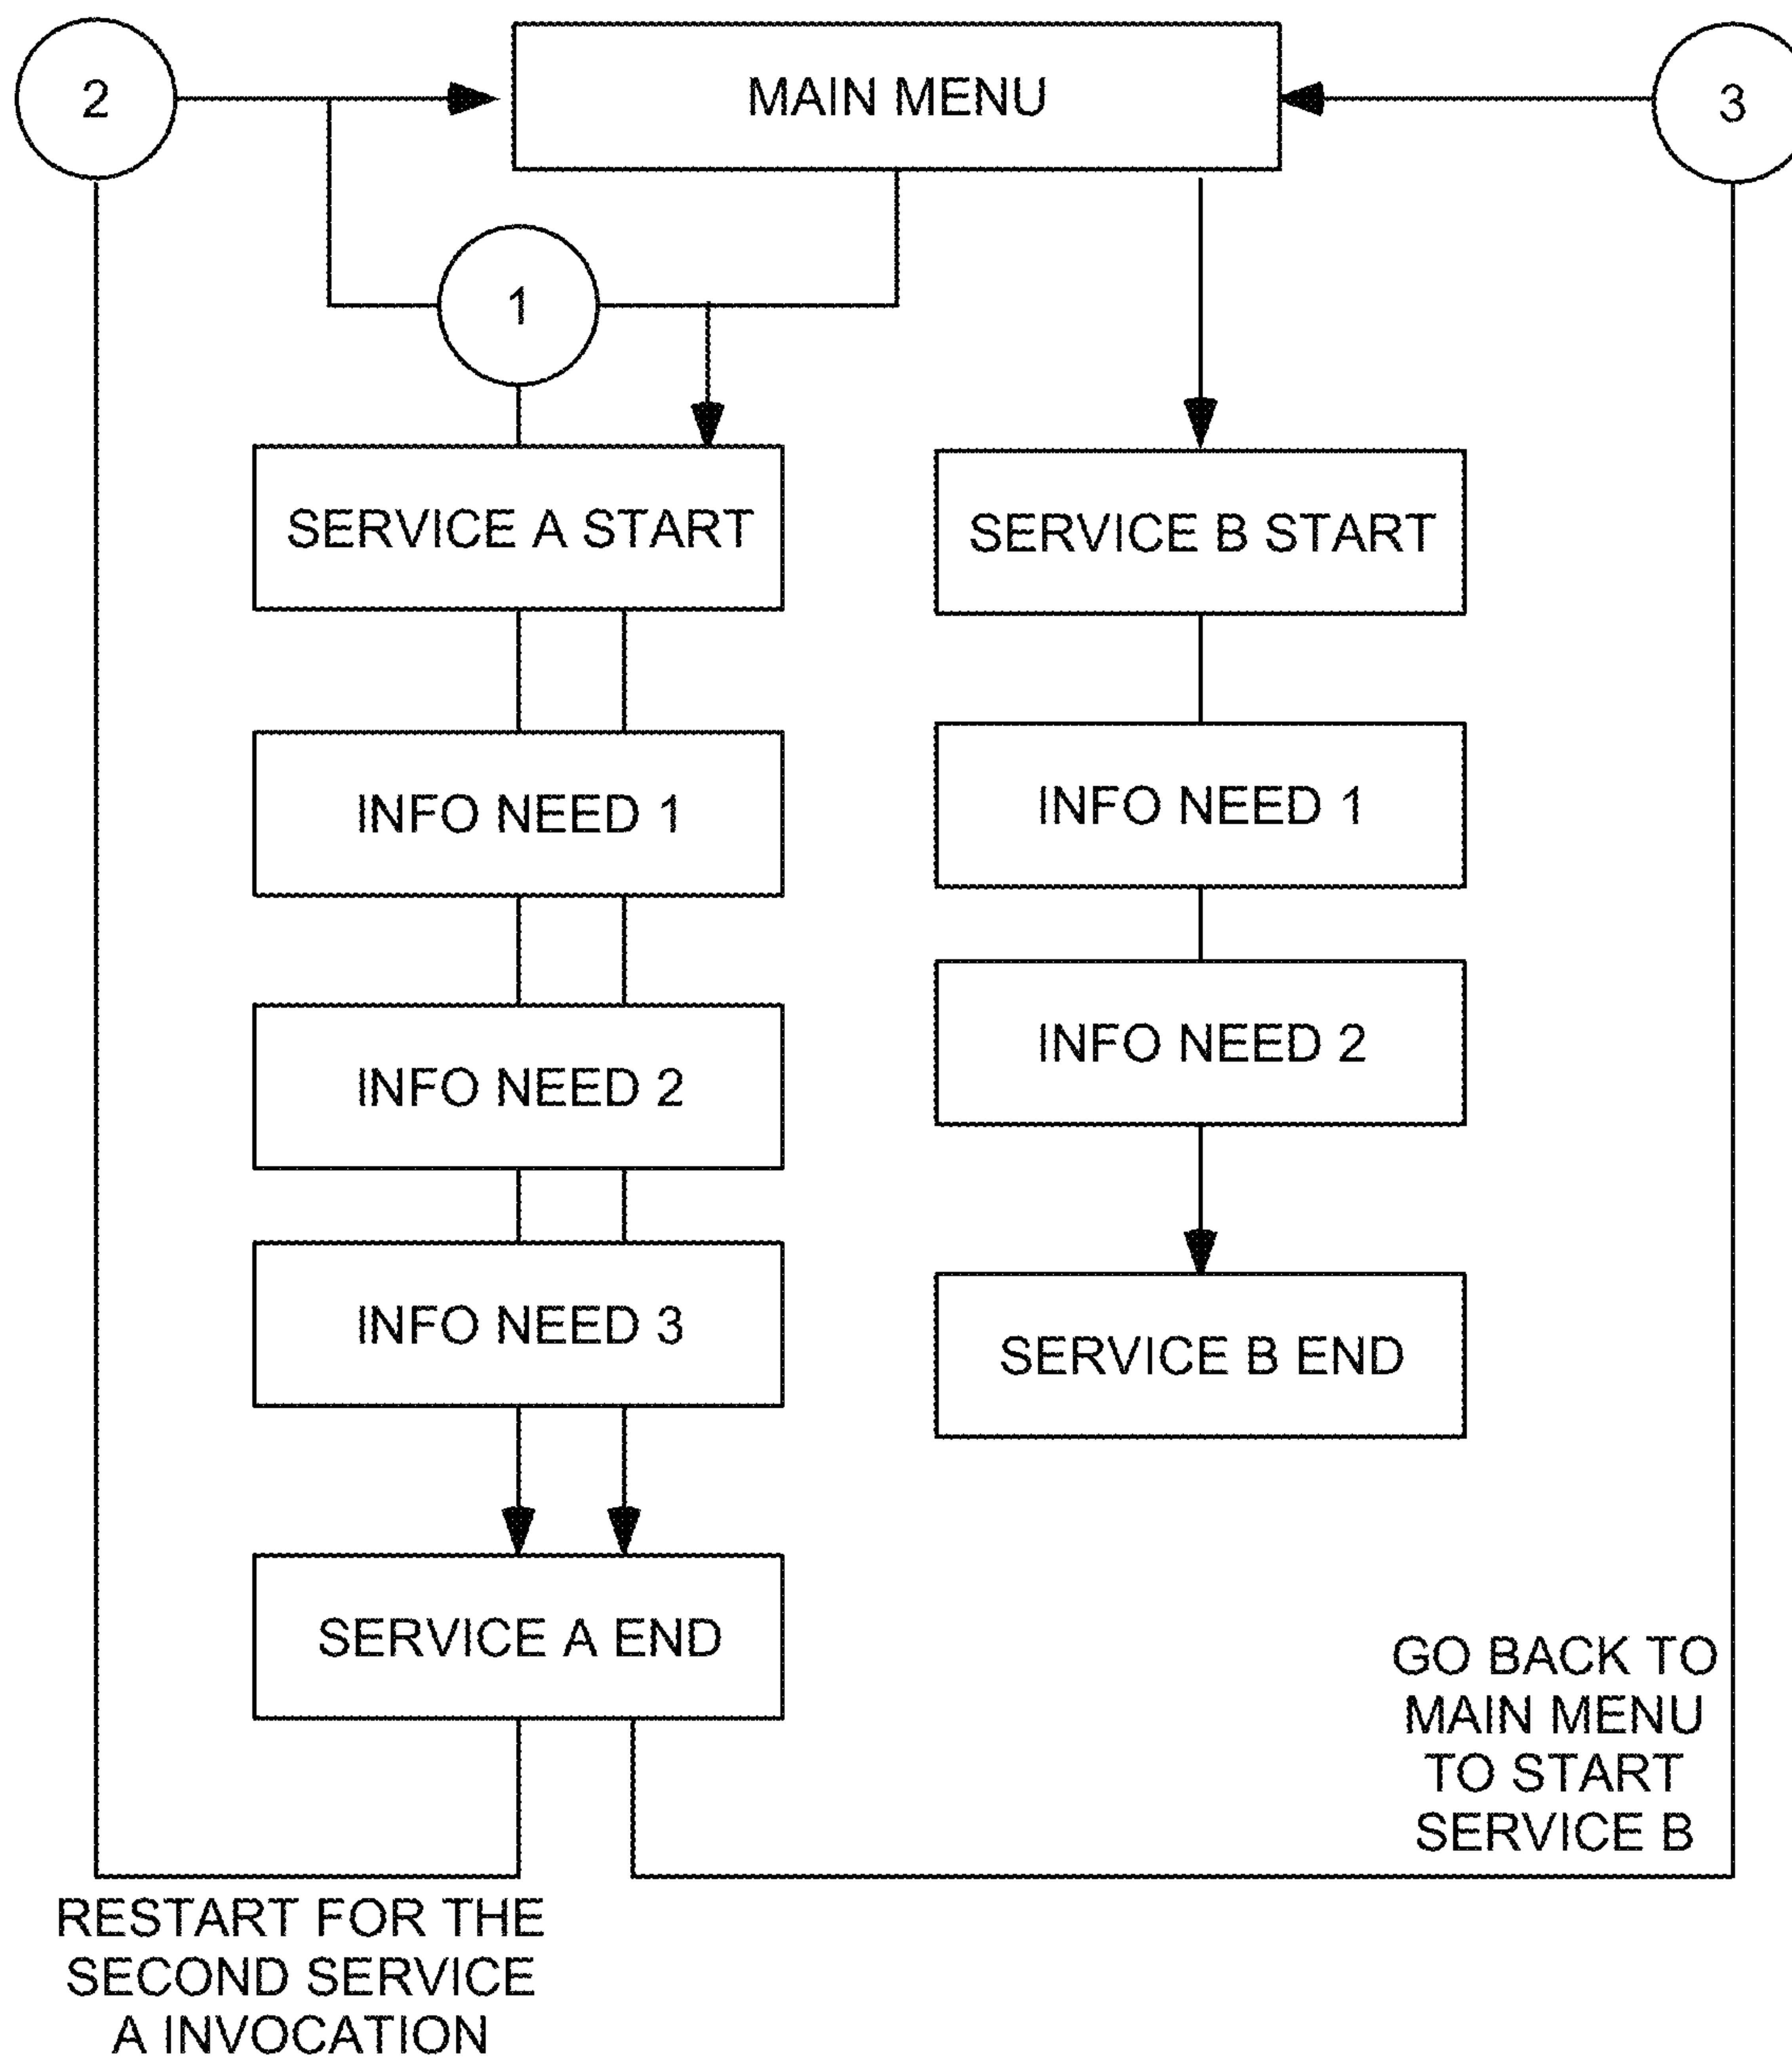 2
MAIN MENU
3
1
SERVICE A START
SERVICE B START
INFO NEED 1
INFO NEED 1
INFO NEED 2
INFO NEED 2
INFO NEED 3
SERVICE B END
SERVICE A END
GO BACK TO
MAIN MENU
TO START
SERVICE B
RESTART FOR THE
SECOND SERVICE
A INVOCATION